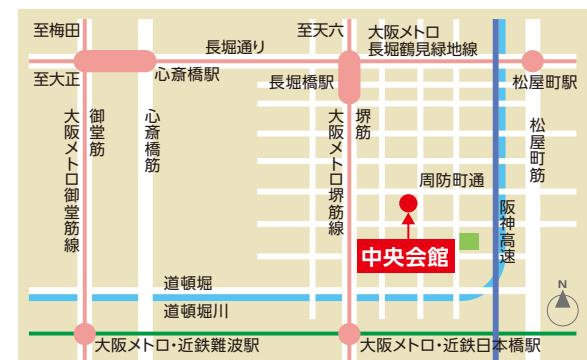 至梅田
至天六
大阪メトロ
長堀鶴見緑地線
長堀通り
至大正
心斎橋駅
長堀橋駅
松屋町駅
大阪メトロ御堂筋線
御堂筋
心斎橋筋
大阪メトロ堺筋線
堺筋
松屋町筋
周防町通
阪神高速
中央会館
道頓堀
道頓堀川
N
大阪メトロ・近鉄難波駅
大阪メトロ・近鉄日本橋駅